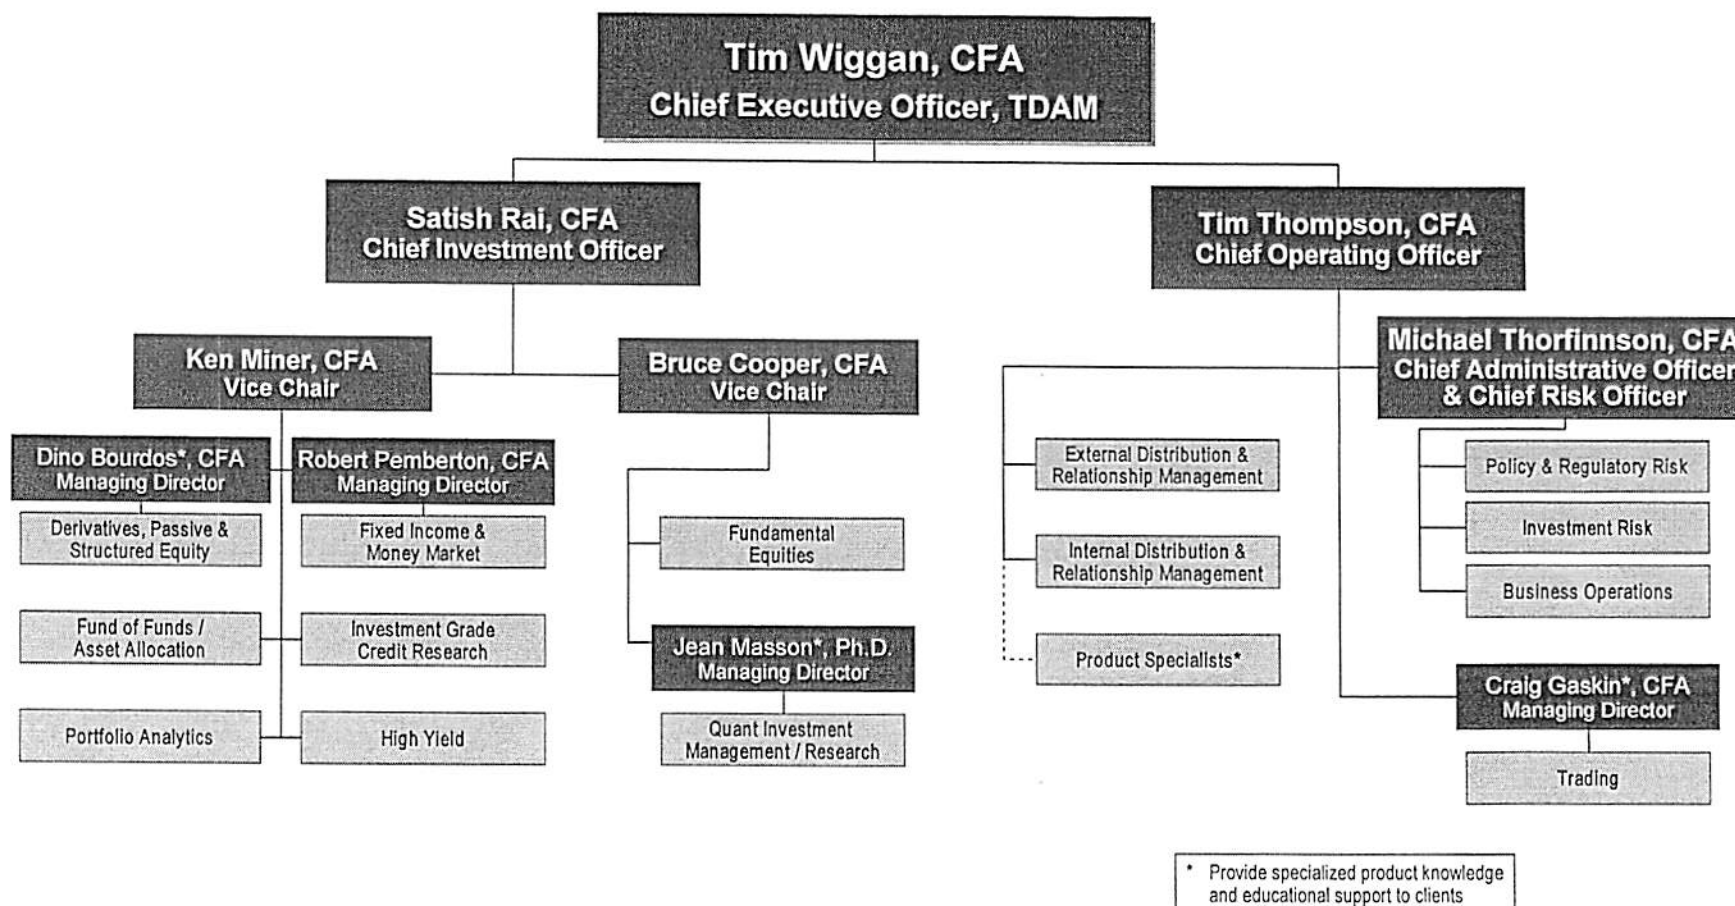 Tim Wiggan, CFA
Chief Executive Officer, TDAM
Satish Rai, CFA
Chief Investment Officer
Tim Thompson, CFA
Chief Operating Officer
Ken Miner, CFA
Vice Chair
Bruce Cooper, CFA
Vice Chair
Michael Thorfinnson, CFA
Chief Administrative Officer
& Chief Risk Officer
Dino Bourdos*, CFA
Managing Director
Robert Pemberton, CFA
Managing Director
Derivatives, Passive &
Structured Equity
Fixed Income &
Money Market
Fund of Funds /
Asset Allocation
Investment Grade
Credit Research
Portfolio Analytics
High Yield
Fundamental
Equities
Jean Masson*, Ph.D.
Managing Director
Quant Investment
Management / Research
External Distribution &
Relationship Management
Internal Distribution &
Relationship Management
Product Specialists*
Policy & Regulatory Risk
Investment Risk
Business Operations
Craig Gaskin*, CFA
Managing Director
Trading
* Provide specialized product knowledge
and educational support to clients